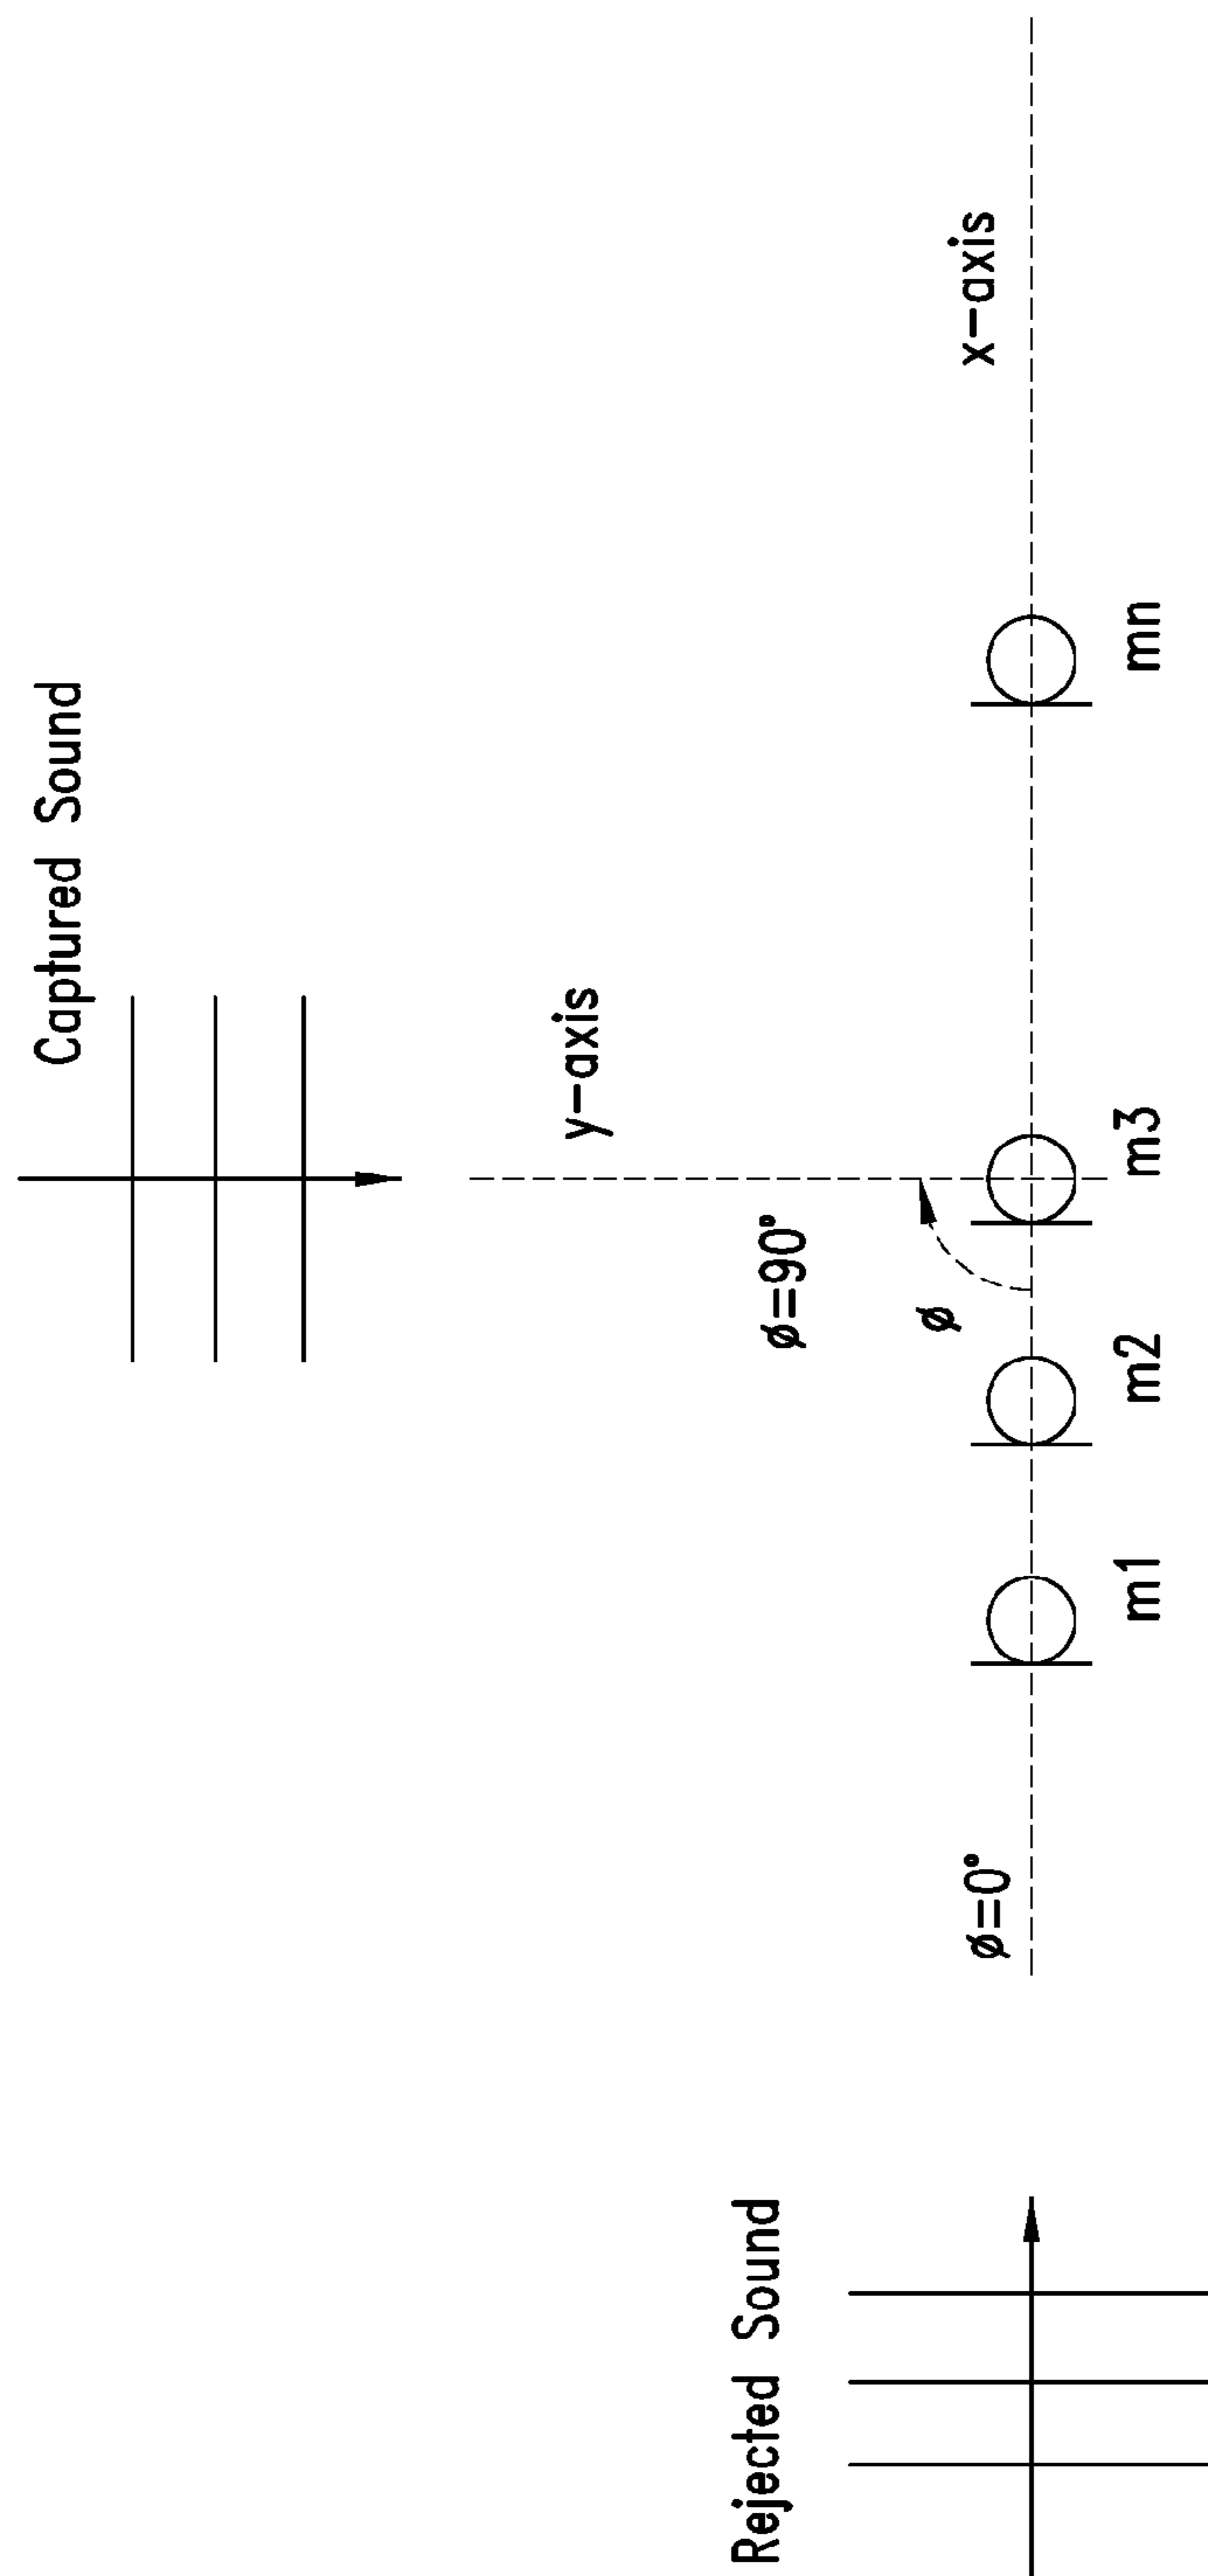 Captured Sound
y-axis
ø=90°
ø
x-axis
ø=0°
m1
m2
m3
mn
Rejected Sound